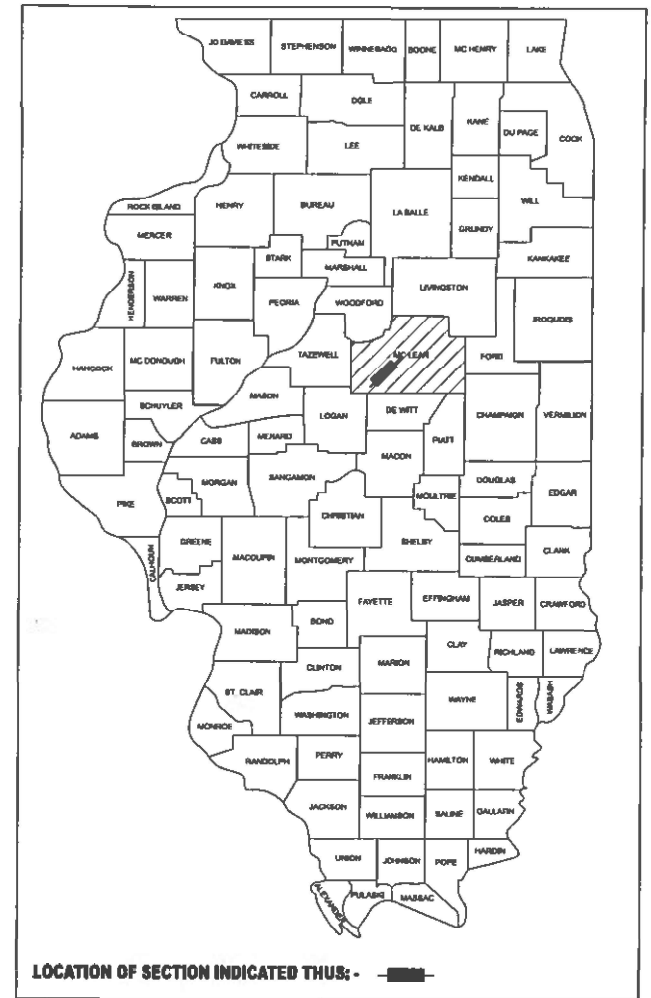 JO DAVIESS
STEPHENSON
WINNEBAGO
BOONE
MC HENRY
LAKE
CARROLL
OGLE
DE KALB
KANE
DU PAGE
COOK
WHITESIDE
LEE
KENDALL
WILL
ROCK ISLAND
HENRY
BUREAU
LA SALLE
GRUNDY
MERCER
PUTNAM
KANKAKEE
STARK
MARSHALL
HENDERSON
WARREN
KNOX
PEORIA
WOODFORD
LIVINGSTON
IROQUOIS
HANCOCK
MC DONOUGH
FULTON
TAZEWELL
MC LEAN
FORD
MASON
SCHUYLER
LOGAN
DE WITT
CHAMPAIGN
VERMILION
ADAMS
BROWN
CASS
MENARD
PIATT
MACON
MORGAN
SANGAMON
DOUGLAS
EDGAR
PIKE
SCOTT
MOULTRIE
CHRISTIAN
COLES
GREENE
SHELBY
CLARK
CALHOUN
MACOUPIN
MONTGOMERY
CUMBERLAND
JERSEY
FAYETTE
EFFINGHAM
JASPER
CRAWFORD
MADISON
BOND
CLAY
RICHLAND
LAWRENCE
CLINTON
MARION
ST. CLAIR
WAYNE
EDWARDS
WABASH
WASHINGTON
JEFFERSON
MONROE
RANDOLPH
PERRY
HAMILTON
WHITE
FRANKLIN
JACKSON
WILLIAMSON
SALINE
GALLATIN
UNION
JOHNSON
POPE
HARDIN
ALEXANDER
PULASKI
MASSAC
LOCATION OF SECTION INDICATED THUS: -